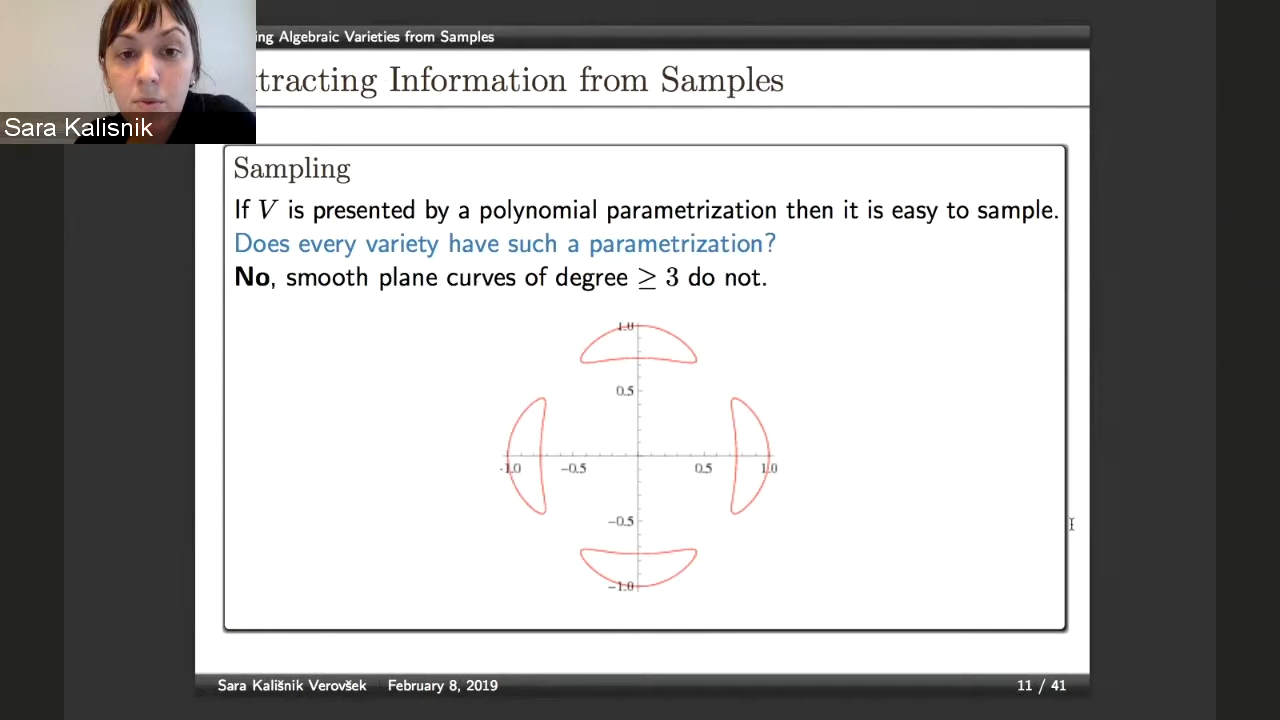 ing Algebraic Varieties from Samples
tracting Information from Samples
Sara Kalisnik
Sampling
If V is presented by a polynomial parametrization then it is easy to sample.
Does every variety have such a parametrization?
No, smooth plane curves of degree ≥ 3 do not.
1.0
0.5
-1.0 −0.5 0.5 1.0
−0.5
−1.0
Sara Kališnik Verovšek February 8, 2019 11 / 41